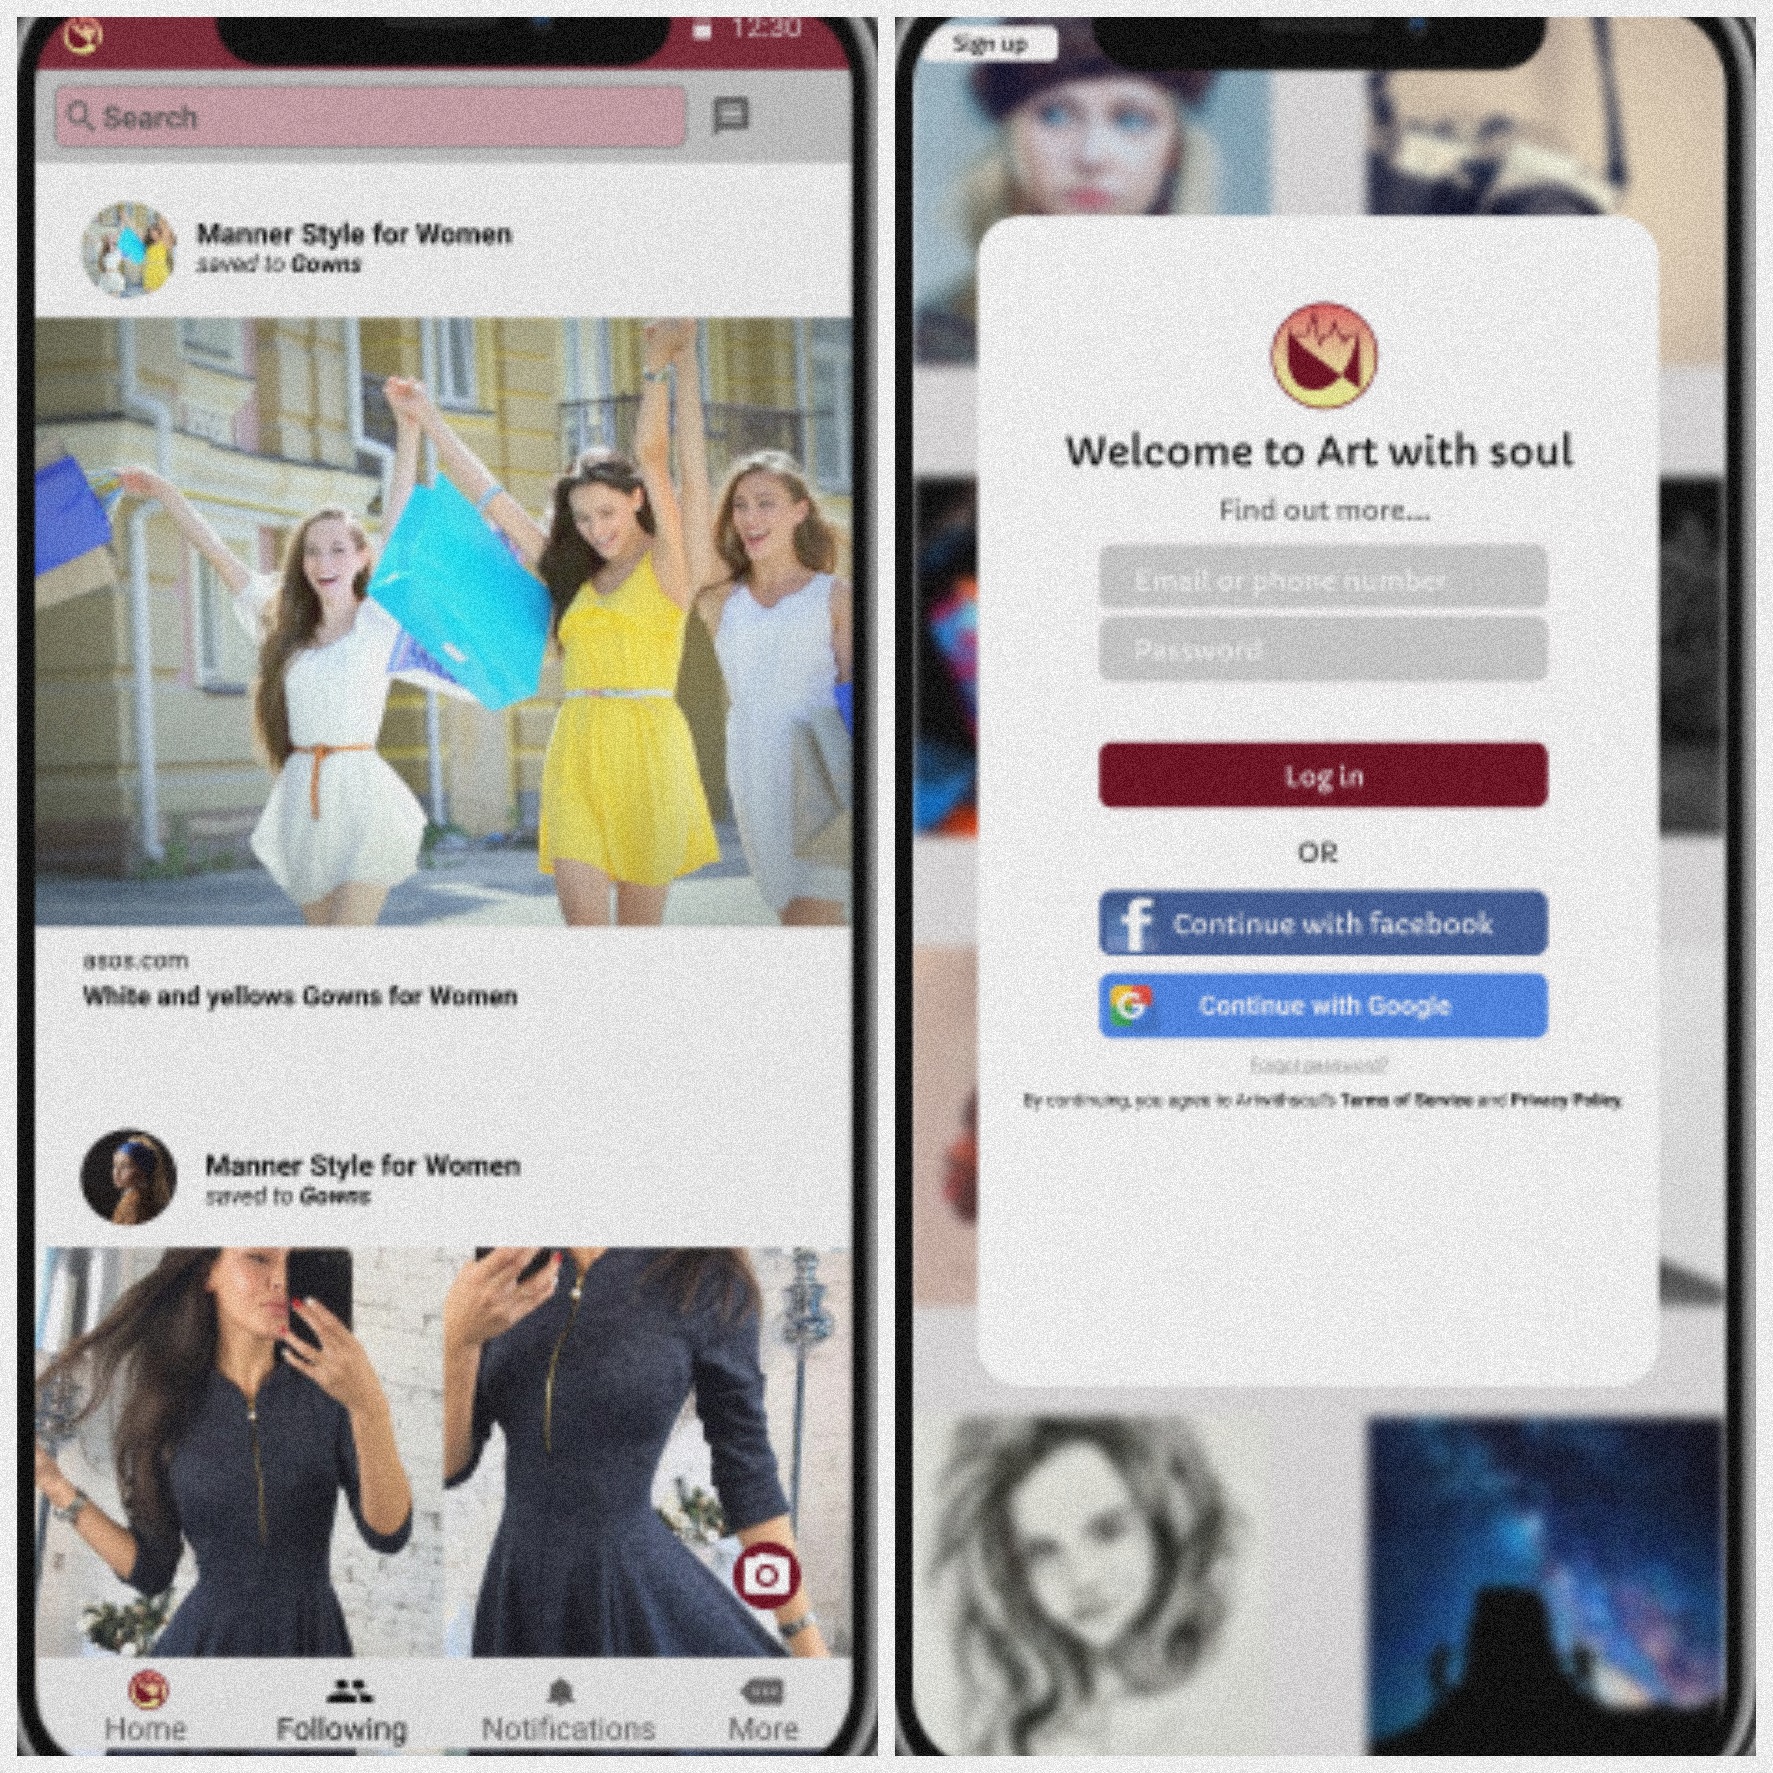 12:30
Search
Manner Style for Women
saved to Gowns
asos.com
White and yellows Gowns for Women
Manner Style for Women
saved to Gowns
Home
Following
Notifications
More
Sign up
Welcome to Art with soul
Find out more...
Email or phone number
Password
Log in
OR
Continue with facebook
Continue with Google
Forgot password?
By continuing, you agree to Artwithsoul's Terms of Service and Privacy Policy